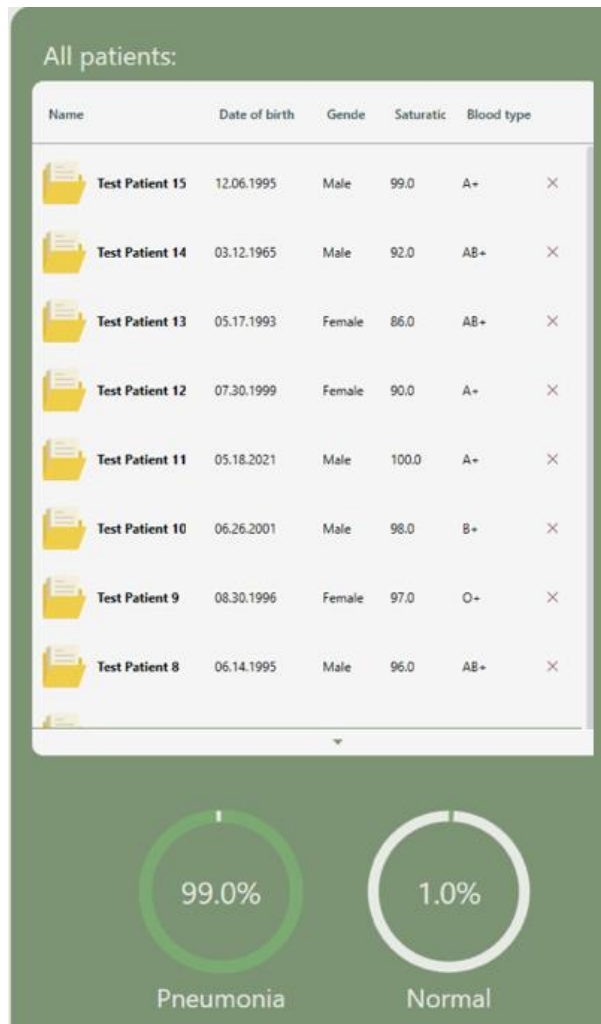 All patients:
Name Date of birth Gende Saturatic Blood type
Test Patient 15 12.06.1995 Male 99.0 A+
Test Patient 14 03.12.1965 Male 92.0 AB+
Test Patient 13 05.17.1993 Female 86.0 AB+
Test Patient 12 07.30.1999 Female 90.0 A+
Test Patient 11 05.18.2021 Male 100.0 A+
Test Patient 10 06.26.2001 Male 98.0 B+
Test Patient 9 08.30.1996 Female 97.0 O+
Test Patient 8 06.14.1995 Male 96.0 AB+
99.0% 1.0%
Pneumonia Normal